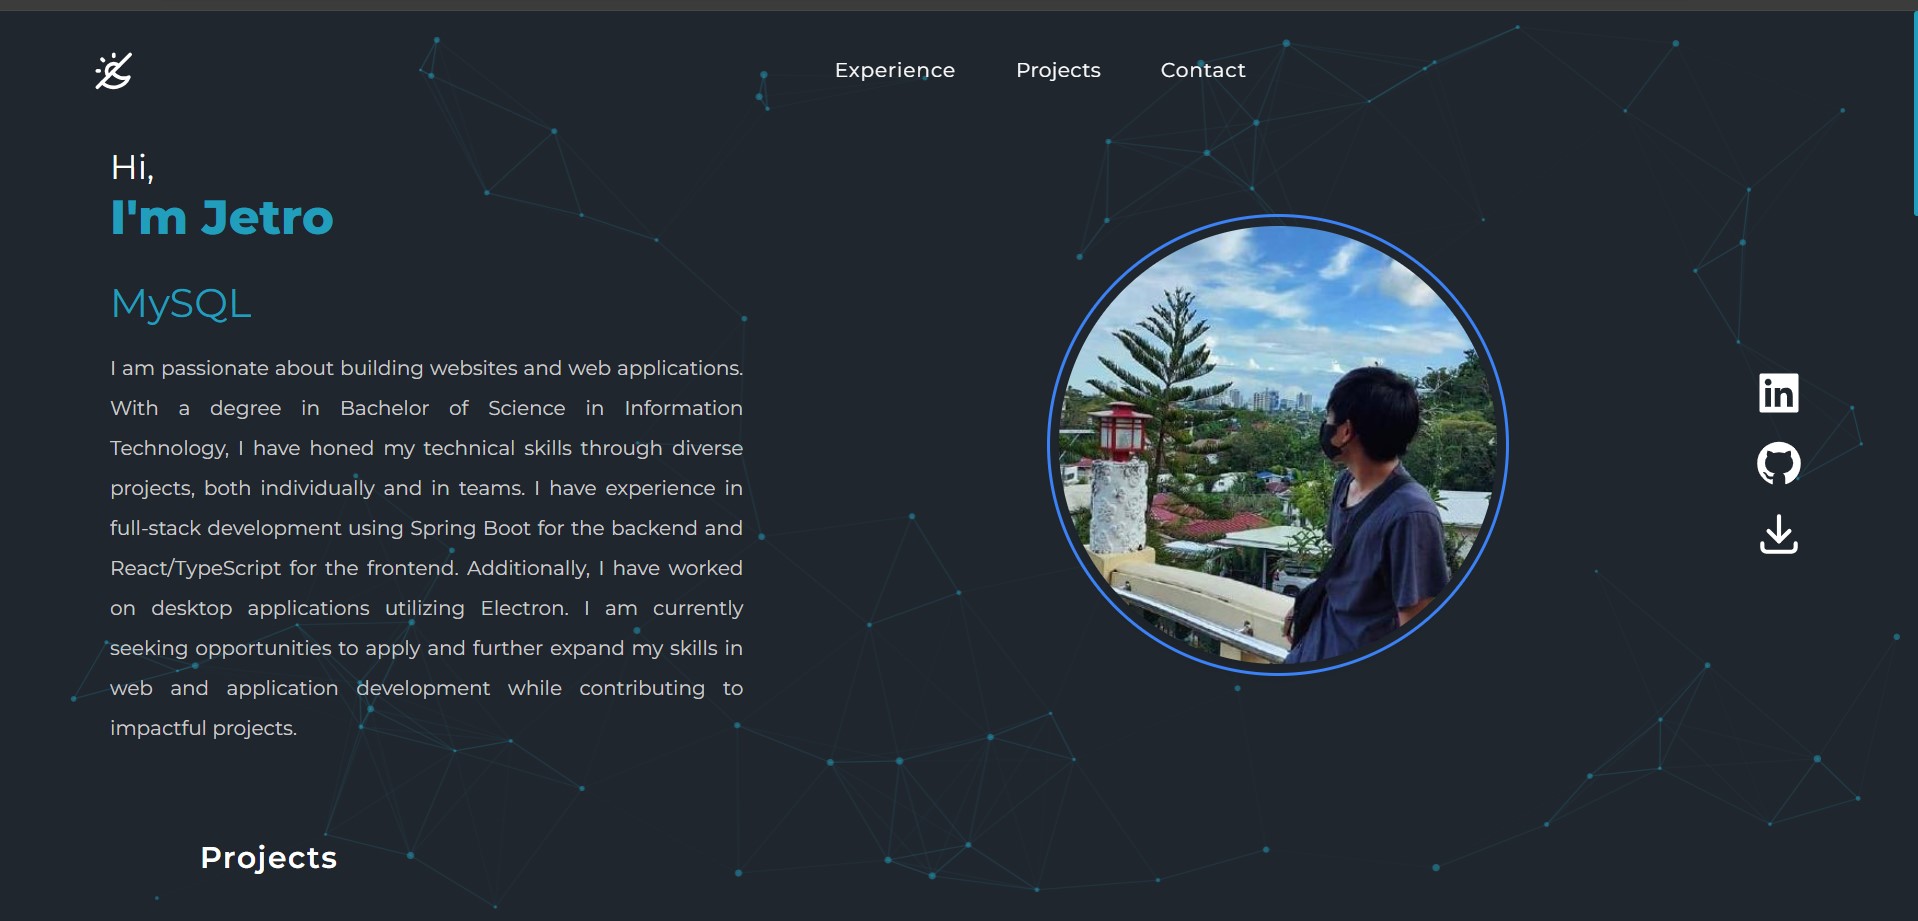 Experience Projects Contact
Hi,
I'm Jetro
MySQL
I am passionate about building websites and web applications.
With a degree in Bachelor of Science in Information
Technology, I have honed my technical skills through diverse
projects, both individually and in teams. I have experience in
full-stack development using Spring Boot for the backend and
React/TypeScript for the frontend. Additionally, I have worked
on desktop applications utilizing Electron. I am currently
seeking opportunities to apply and further expand my skills in
web and application development while contributing to
impactful projects.
in
Projects